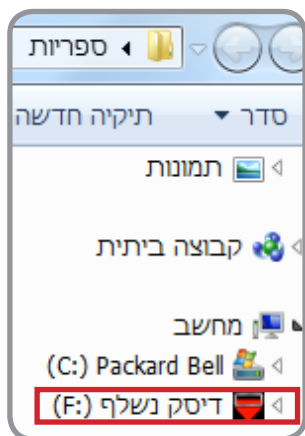 ספריות
סדר תיקיה חדשה
תמונות
קבוצה ביתית
מחשב
(C:) Packard Bell
דיסק נשלף (F:)